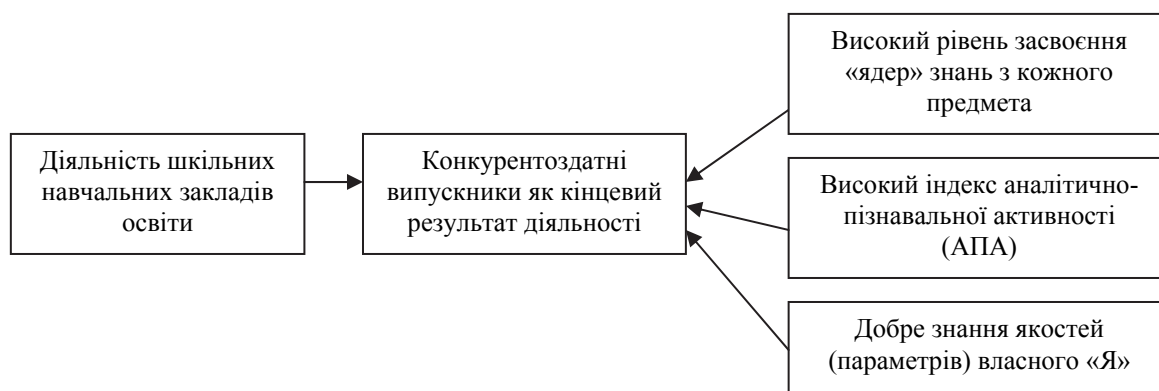 Діяльність шкільних
навчальних закладів
освіти
Конкурентоздатні
випускники як кінцевий
результат діяльності
Високий рівень засвоєння
«ядер» знань з кожного
предмета
Високий індекс аналітично-
пізнавальної активності
(АПА)
Добре знання якостей
(параметрів) власного «Я»